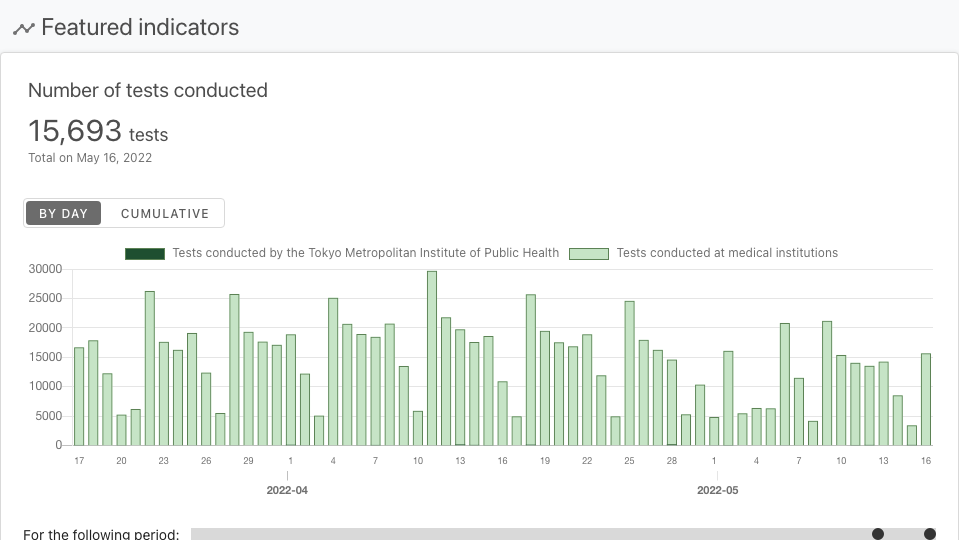 Featured indicators
Number of tests conducted
15,693 tests
Total on May 16, 2022
BY DAY CUMULATIVE
Tests conducted by the Tokyo Metropolitan Institute of Public Health Tests conducted at medical institutions
30000
25000
20000
15000
10000
5000
0
17 20 23 26 29 1 4 7 10 13 16 19 22 25 28 1 4 7 10 13 16
2022-04 2022-05
For the following period: